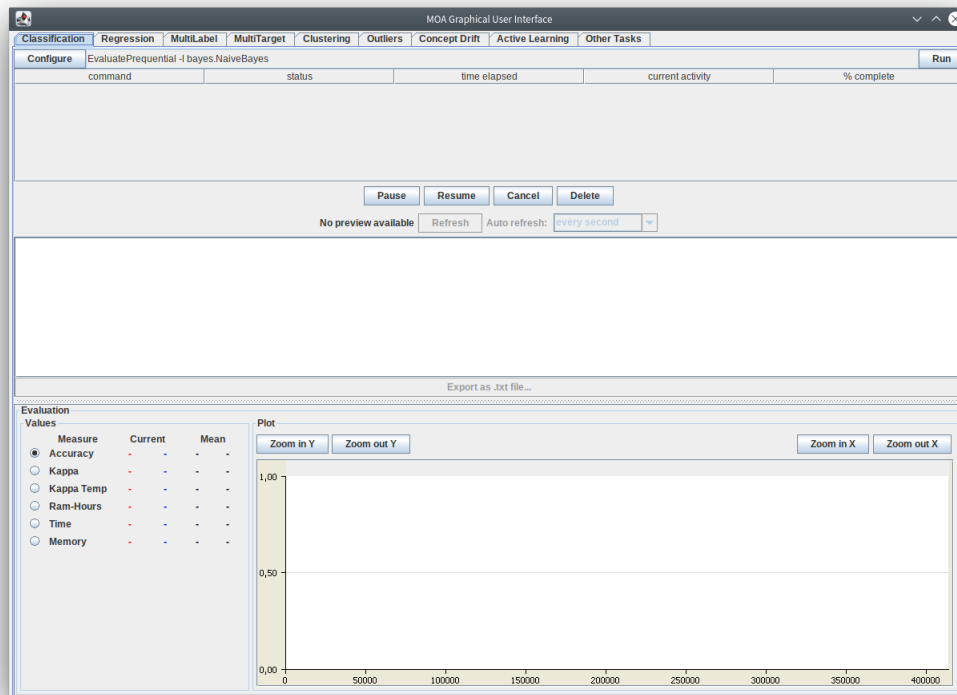 MOA Graphical User Interface
Classification Regression MultiLabel MultiTarget Clustering Outliers Concept Drift Active Learning Other Tasks
Configure EvaluatePrequential -l bayes.NaiveBayes Run
command status time elapsed current activity % complete
Pause Resume Cancel Delete
No preview available Refresh Auto refresh: every second
Export as .txt file...
Evaluation
Values
Measure Current Mean
Accuracy - - - -
Kappa - - - -
Kappa Temp - - - -
Ram-Hours - - - -
Time - - - -
Memory - - - -
Plot
Zoom in Y Zoom out Y Zoom in X Zoom out X
1,00
0,50
0,00
0 50000 100000 150000 200000 250000 300000 350000 400000